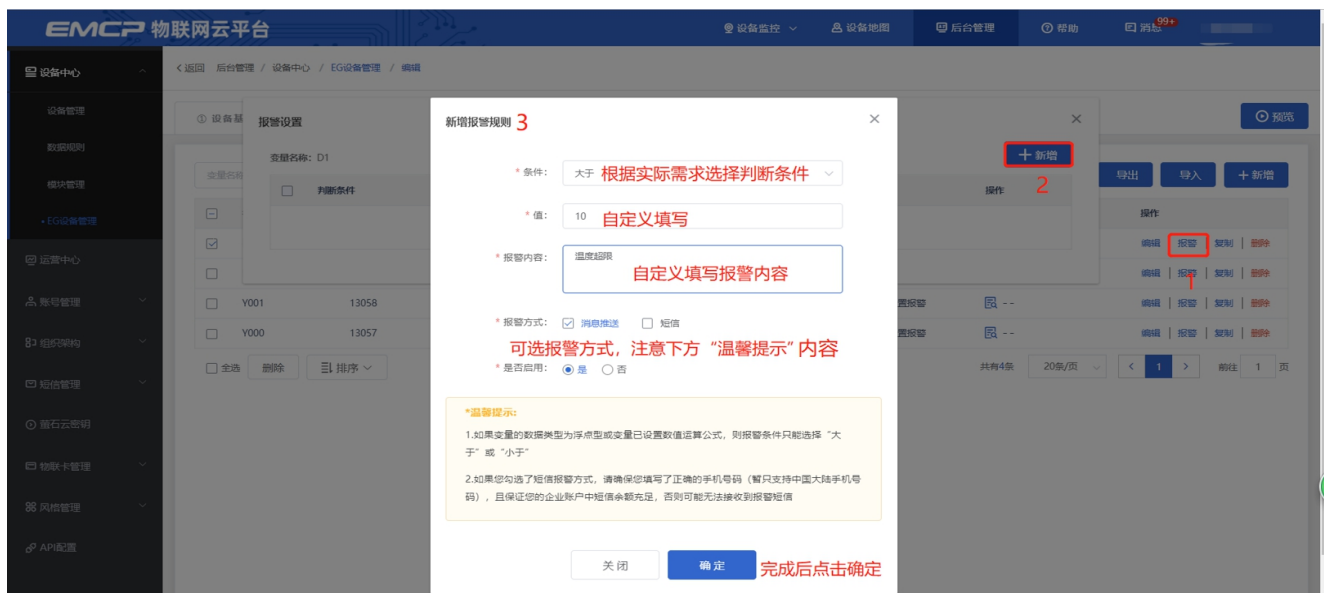 EMCP 物联网云平台
设备监控
设备地图
后台管理
帮助
消息
99+
设备中心
设备管理
数据规则
模块管理
EG设备管理
运营中心
账号管理
组织架构
短信管理
萤石云密钥
物联卡管理
风格管理
API配置
<返回 后台管理 / 设备中心 / EG设备管理 / 编辑
① 设备基
预览
报警设置
变量名称：D1
+新增
2
判断条件
操作
变量名称
导出
导入
+新增
操作
编辑 | 报警 | 复制 | 删除
1
编辑 | 报警 | 复制 | 删除
Y001 13058 置报警 -- 编辑 | 报警 | 复制 | 删除
Y000 13057 置报警 -- 编辑 | 报警 | 复制 | 删除
全选 删除 排序
共有4条 20条/页 < 1 > 前往 1 页
新增报警规则 3
* 条件： 大于 根据实际需求选择判断条件
* 值： 10 自定义填写
* 报警内容： 温度超限
自定义填写报警内容
* 报警方式： 消息推送 短信
可选报警方式，注意下方“温馨提示”内容
* 是否启用： 是 否
*温馨提示：
1.如果变量的数据类型为浮点型或变量已设置数值运算公式，则报警条件只能选择“大
于”或“小于”
2.如果您勾选了短信报警方式，请确保您填写了正确的手机号码（暂只支持中国大陆手机号
码），且保证您的企业账户中短信余额充足，否则可能无法接收到报警短信
关闭 确定 完成后点击确定